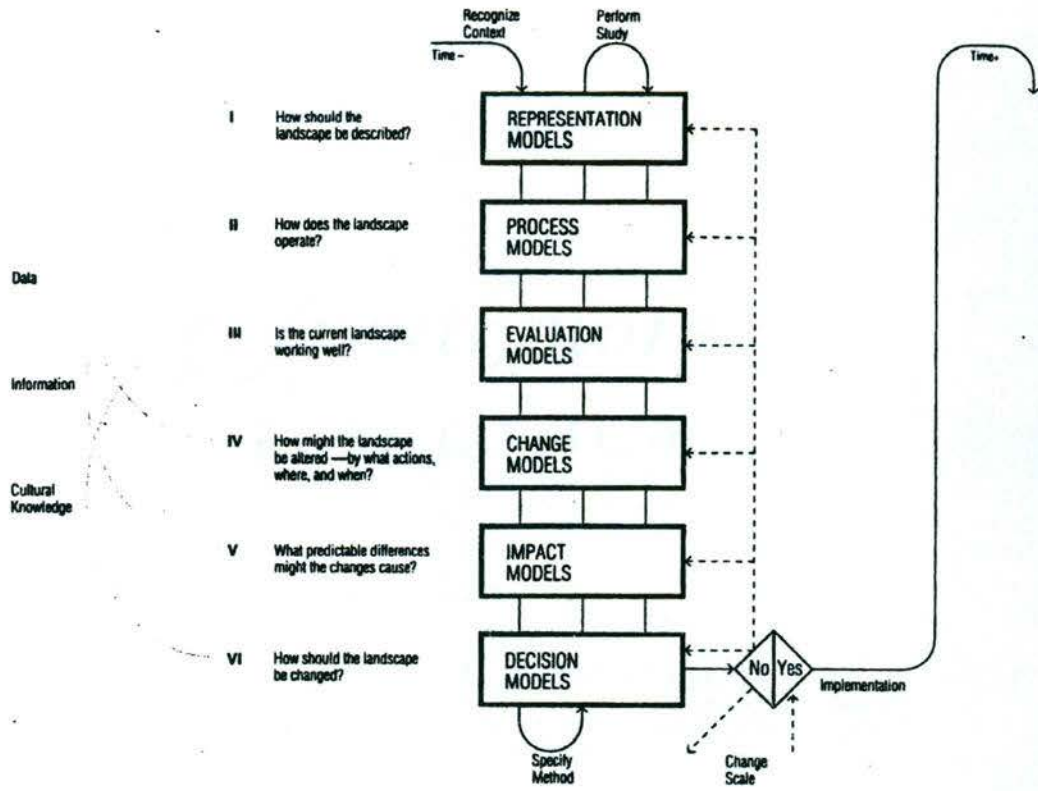 Recognize
Context
Perform
Study
Time –
Time+
I
How should the
landscape be described?
REPRESENTATION
MODELS
II
How does the landscape
operate?
PROCESS
MODELS
Data
III
Is the current landscape
working well?
EVALUATION
MODELS
Information
IV
How might the landscape
be altered —by what actions,
where, and when?
CHANGE
MODELS
Cultural
Knowledge
V
What predictable differences
might the changes cause?
IMPACT
MODELS
VI
How should the landscape
be changed?
DECISION
MODELS
No Yes
Implementation
Specify
Method
Change
Scale